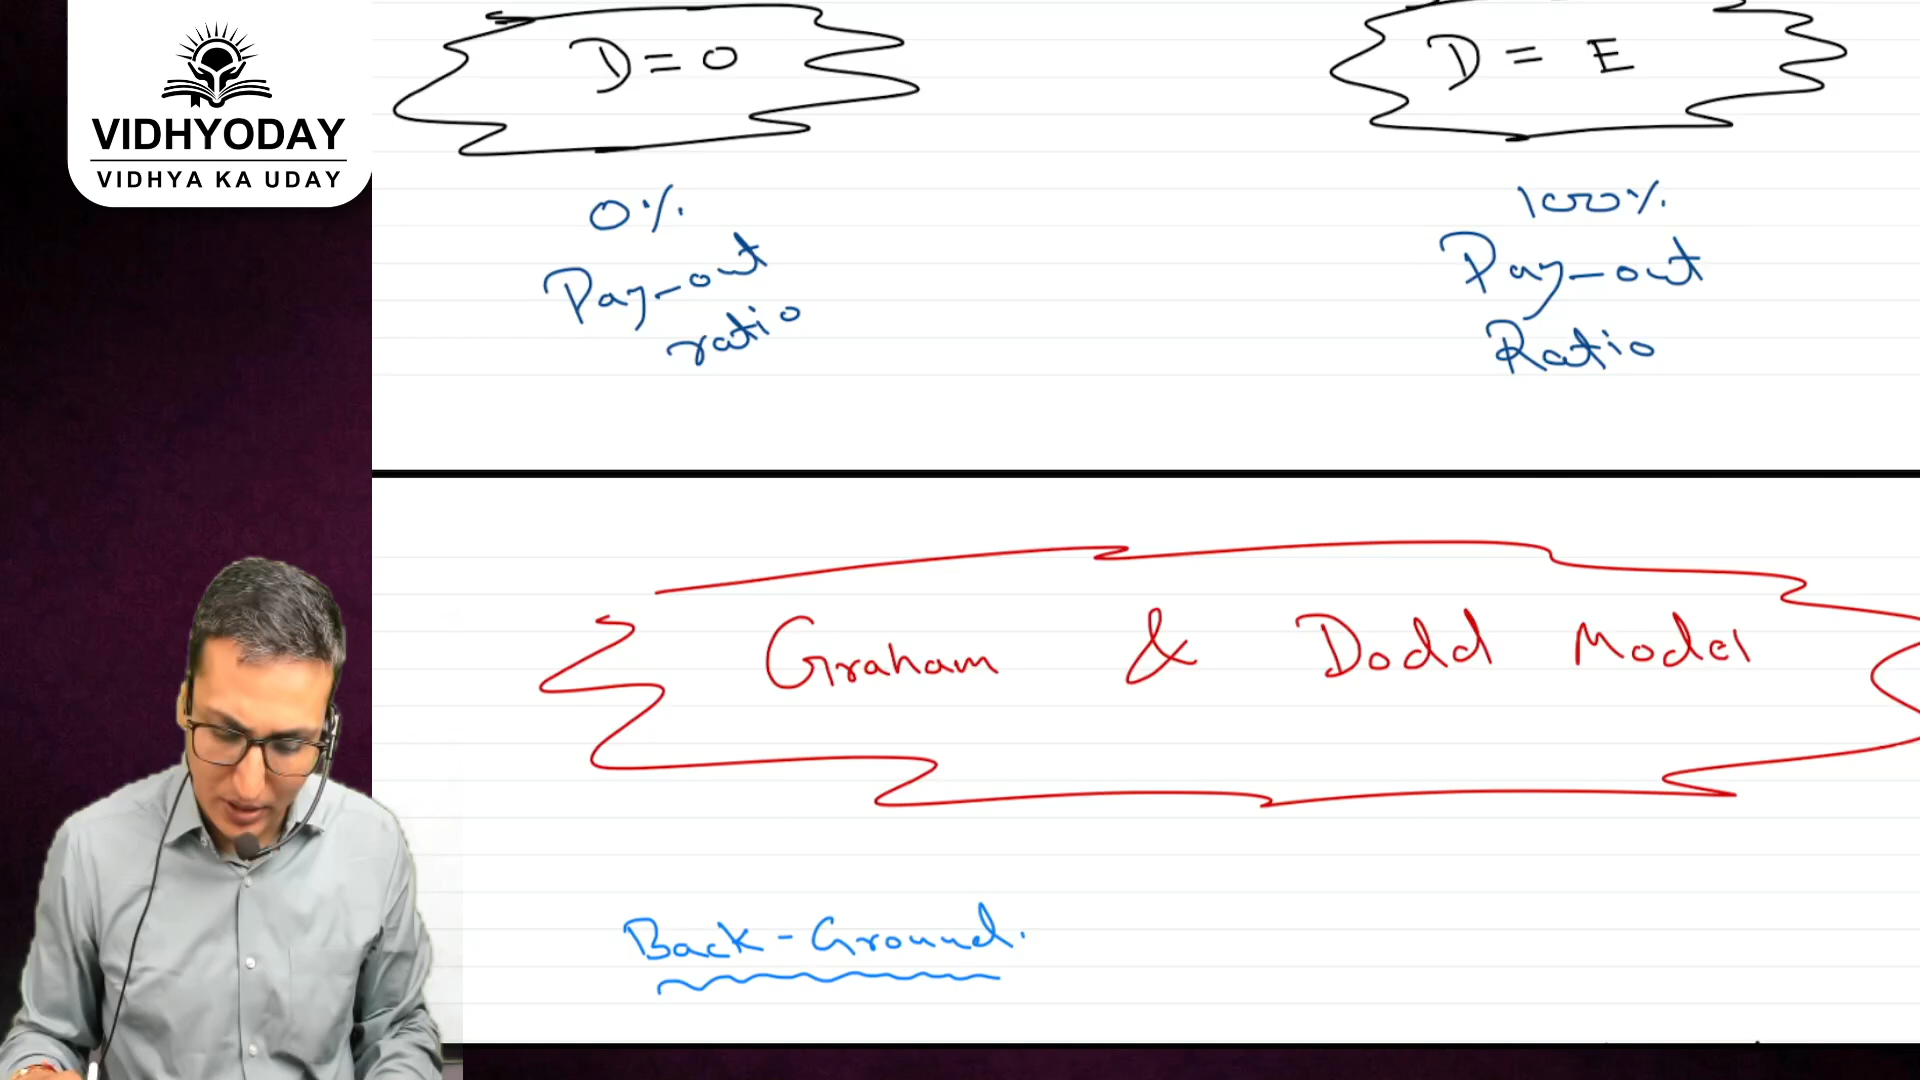 VIDHYODAY
VIDHYA KA UDAY
D = 0
D = E
0%
Pay-out
ratio
100%
Pay-out
Ratio
Graham & Dodd Model
Back-Ground.